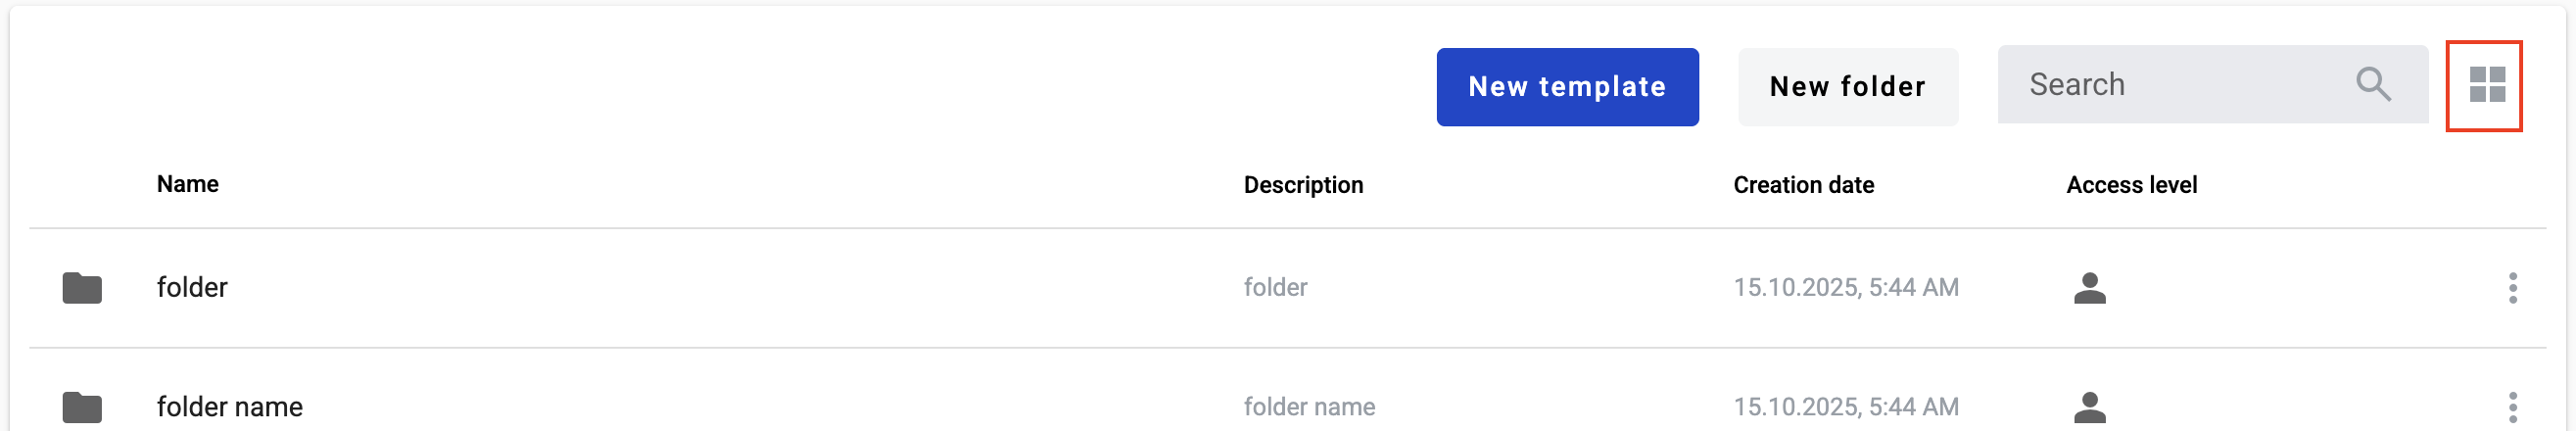 New template New folder Search
Name Description Creation date Access level
folder folder 15.10.2025, 5:44 AM
folder name folder name 15.10.2025, 5:44 AM